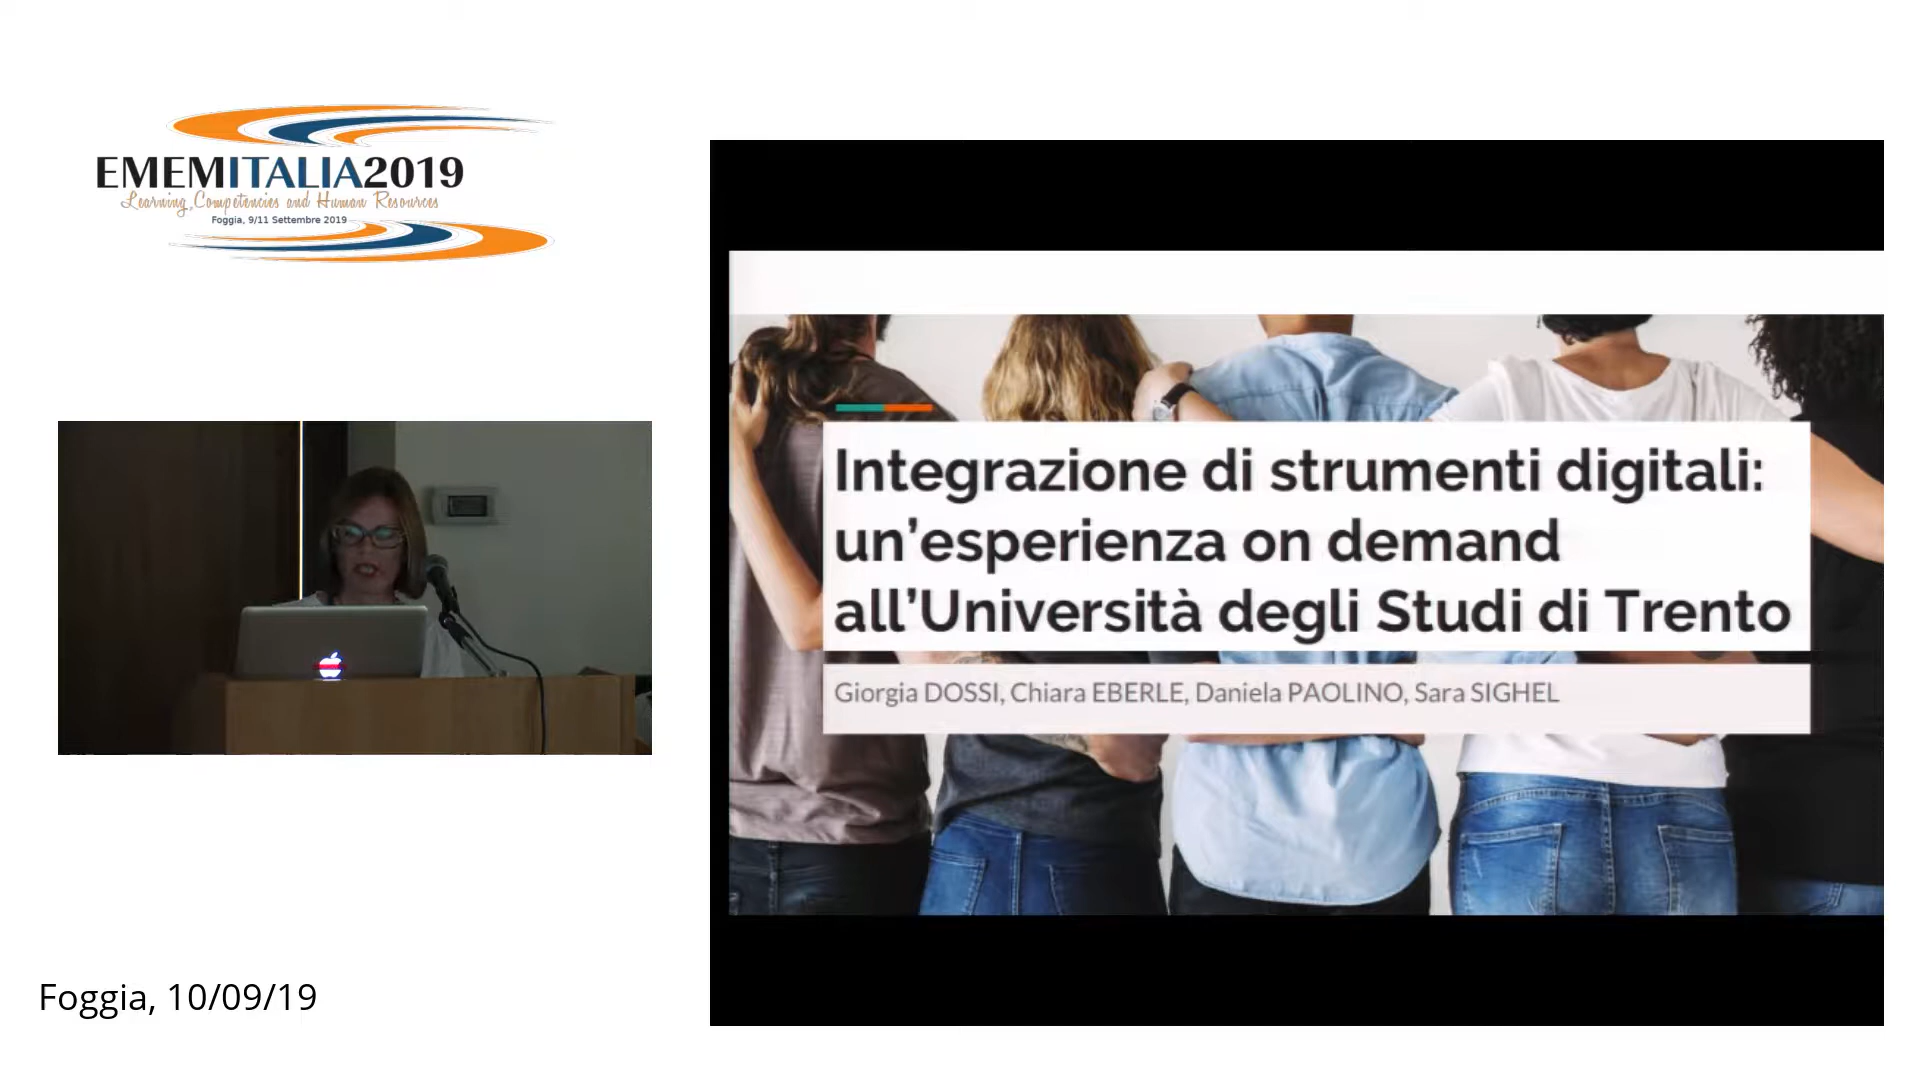 EMEMITALIA2019
Learning, Competencies and Human Resources
Foggia, 9/11 Settembre 2019
Integrazione di strumenti digitali:
un’esperienza on demand
all’Università degli Studi di Trento
Giorgia DOSSI, Chiara EBERLE, Daniela PAOLINO, Sara SIGHEL
Foggia, 10/09/19